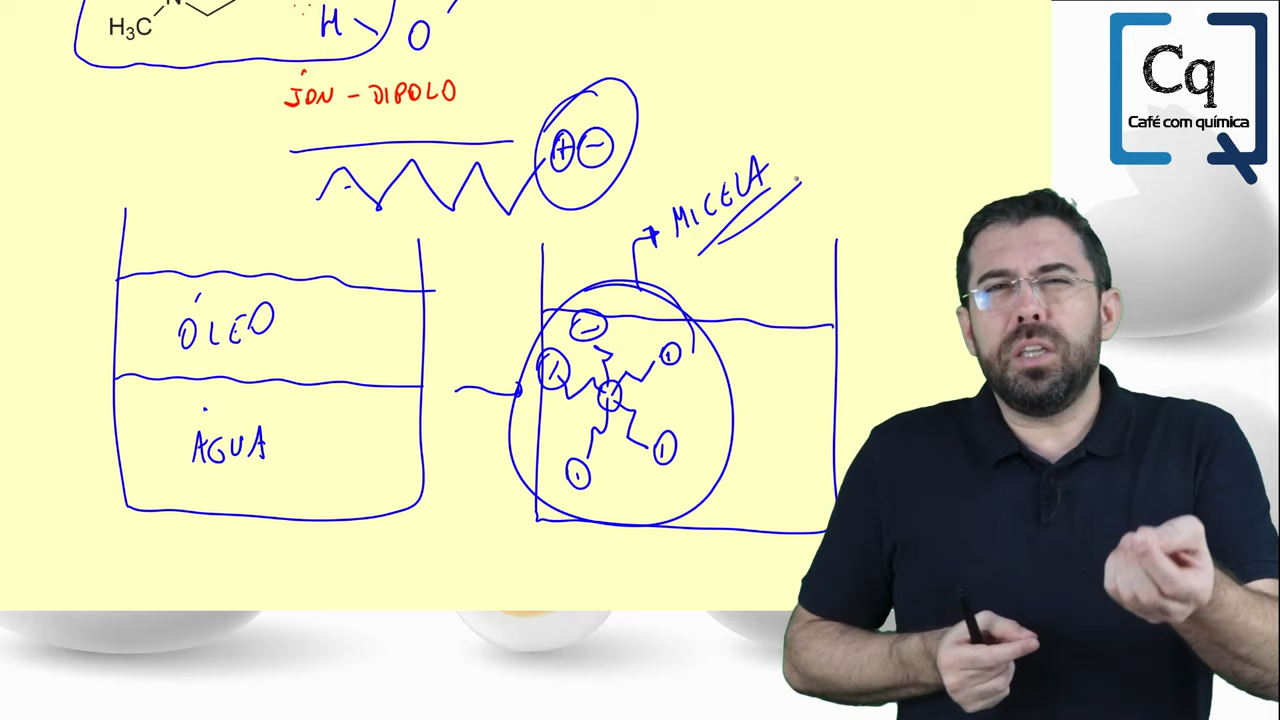 N
H₃C
H
O
ÍON - DIPOLO
+ -
MICELA
ÓLEO
ÁGUA
Cq
Café com química